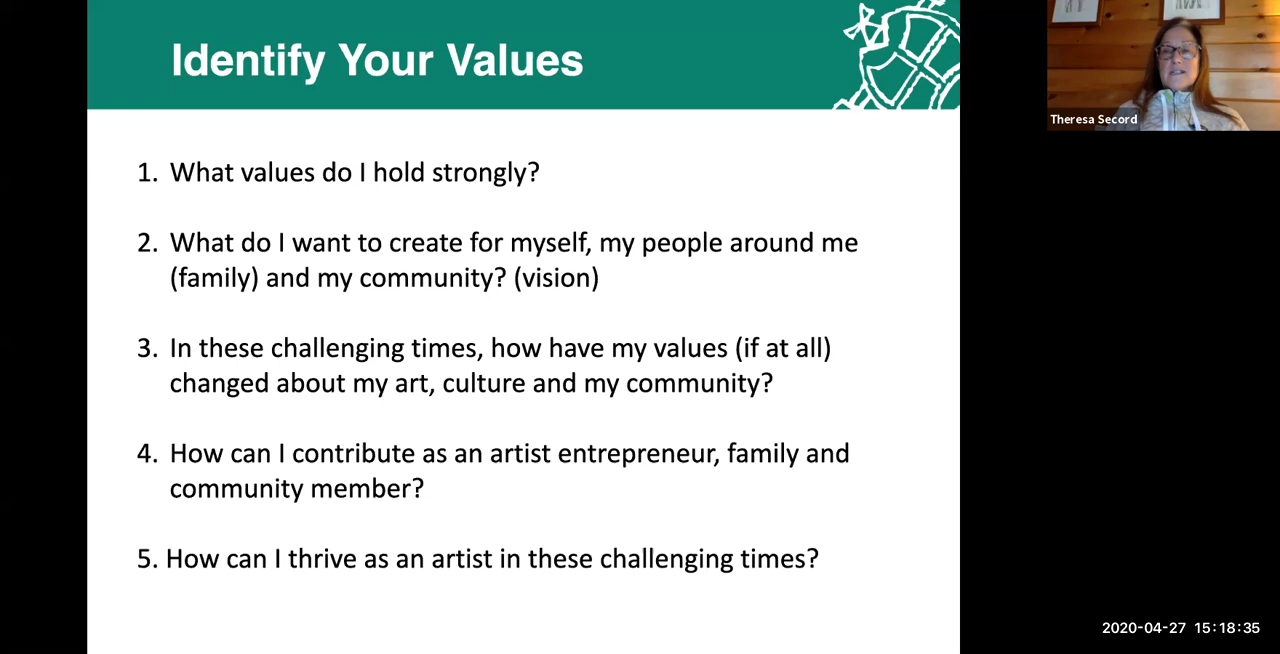 Identify Your Values
Theresa Secord
1. What values do I hold strongly?
2. What do I want to create for myself, my people around me
(family) and my community? (vision)
3. In these challenging times, how have my values (if at all)
changed about my art, culture and my community?
4. How can I contribute as an artist entrepreneur, family and
community member?
5. How can I thrive as an artist in these challenging times?
2020-04-27 15:18:35